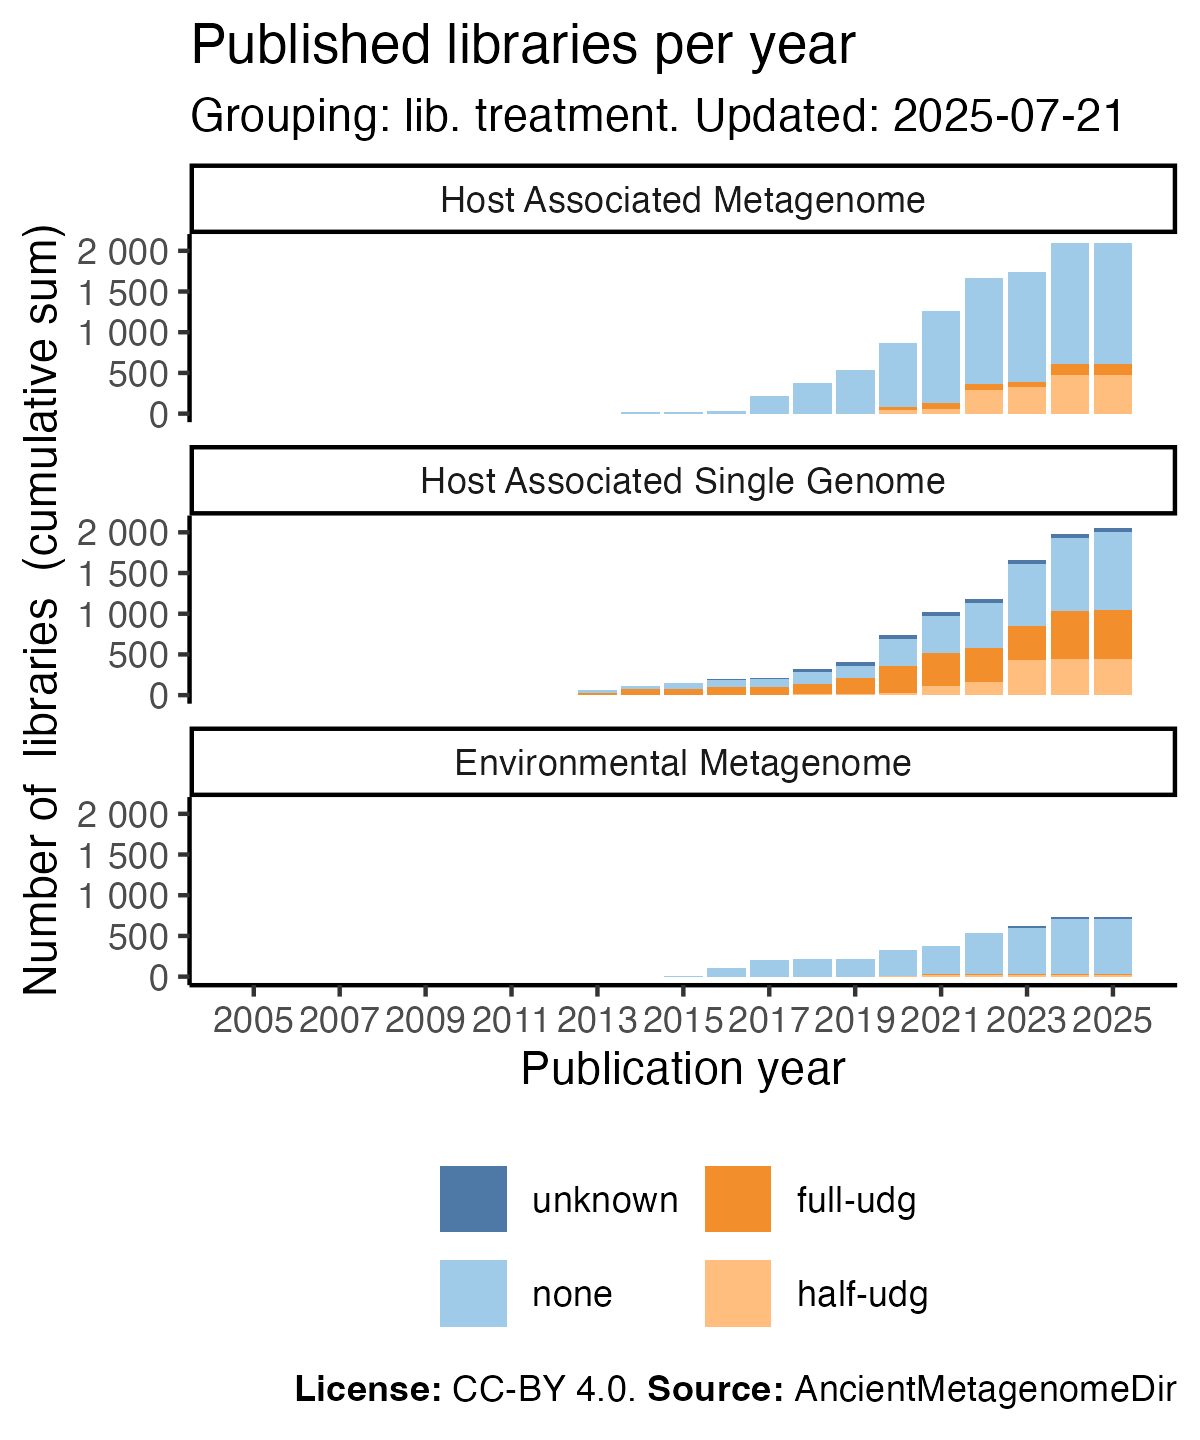 Published libraries per year
Grouping: lib. treatment. Updated: 2025-07-21
Number of libraries (cumulative sum)
Host Associated Metagenome
2 000
1 500
1 000
500
0
Host Associated Single Genome
2 000
1 500
1 000
500
0
Environmental Metagenome
2 000
1 500
1 000
500
0
2005 2007 2009 2011 2013 2015 2017 2019 2021 2023 2025
Publication year
unknown full-udg
none half-udg
License: CC-BY 4.0. Source: AncientMetagenomeDir